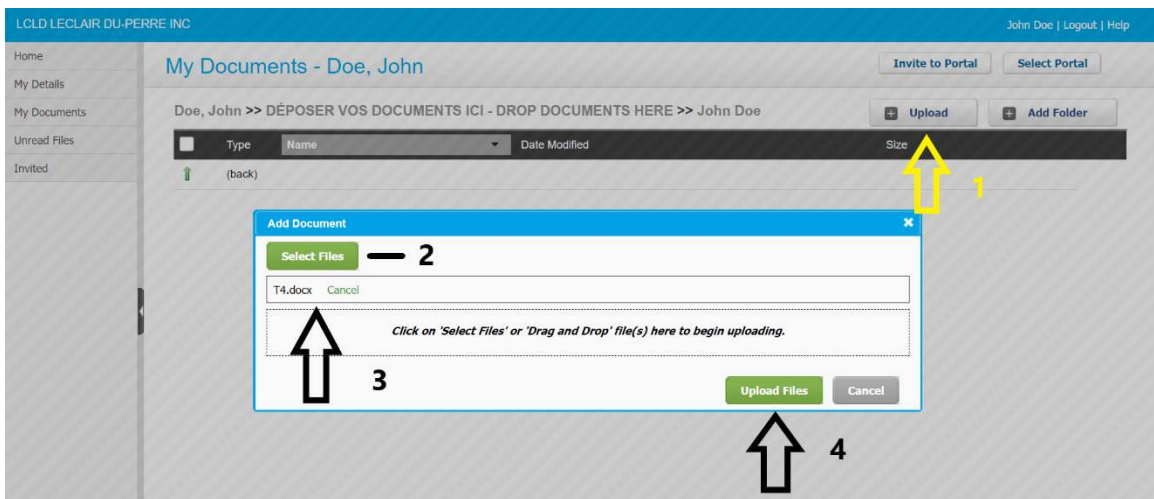 LCLD LECLAIR DU-PERRE INC
John Doe | Logout | Help
Home
My Details
My Documents
Unread Files
Invited
My Documents - Doe, John
Invite to Portal
Select Portal
Doe, John >> DÉPOSER VOS DOCUMENTS ICI - DROP DOCUMENTS HERE >> John Doe
Upload
Add Folder
Type Name Date Modified Size
(back)
1
Add Document
Select Files
2
T4.docx Cancel
Click on 'Select Files' or 'Drag and Drop' file(s) here to begin uploading.
3
Upload Files
Cancel
4